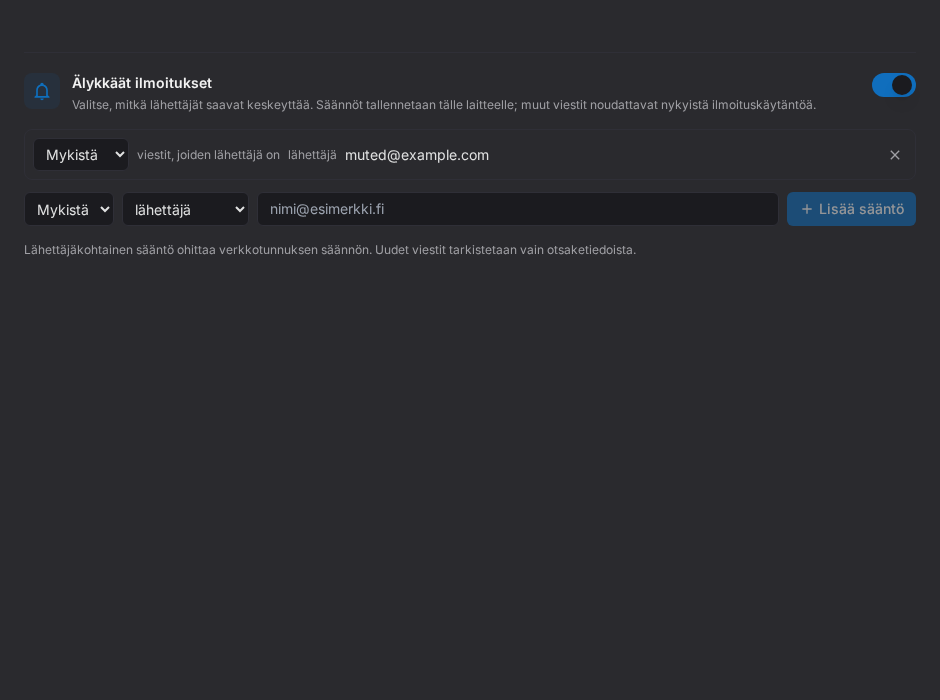 Älykkäät ilmoitukset
Valitse, mitkä lähettäjät saavat keskeyttää. Säännöt tallennetaan tälle laitteelle; muut viestit noudattavat nykyistä ilmoituskäytäntöä.
Mykistä viestit, joiden lähettäjä on lähettäjä muted@example.com
Mykistä lähettäjä nimi@esimerkki.fi + Lisää sääntö
Lähettäjäkohtainen sääntö ohittaa verkkotunnuksen säännön. Uudet viestit tarkistetaan vain otsaketiedoista.